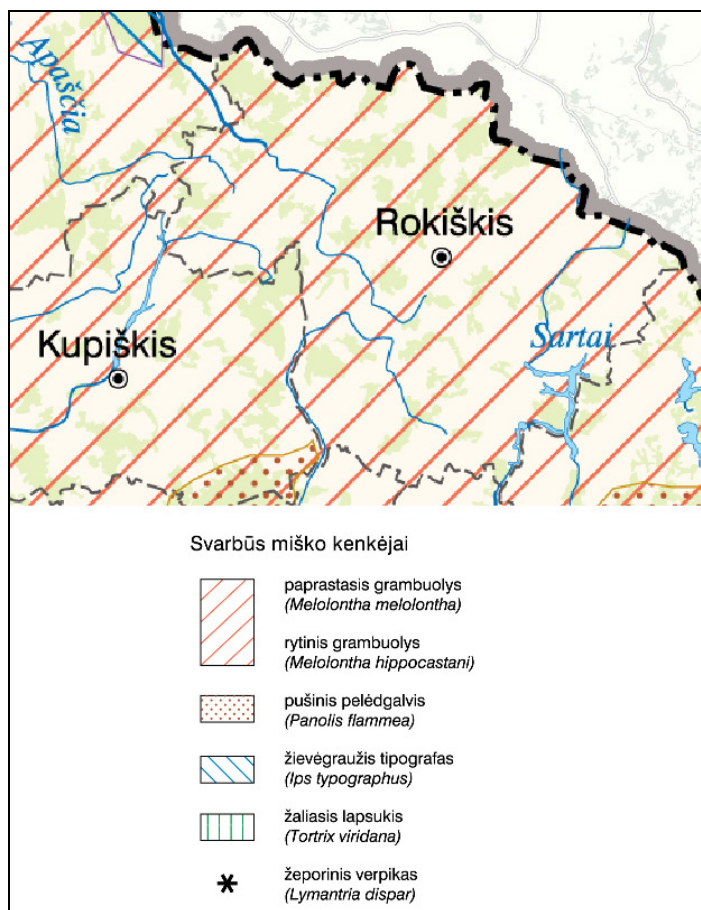 Apaščia
Rokiškis
Sartai
Kupiškis
Svarbūs miško kenkėjai
paprastasis grambuolys
(Melolontha melolontha)
rytinis grambuolys
(Melolontha hippocastani)
pušinis pelėdgalvis
(Panolis flammea)
žievėgraužis tipografas
(Ips typographus)
žaliasis lapsukis
(Tortrix viridana)
žeporinis verpikas
(Lymantria dispar)